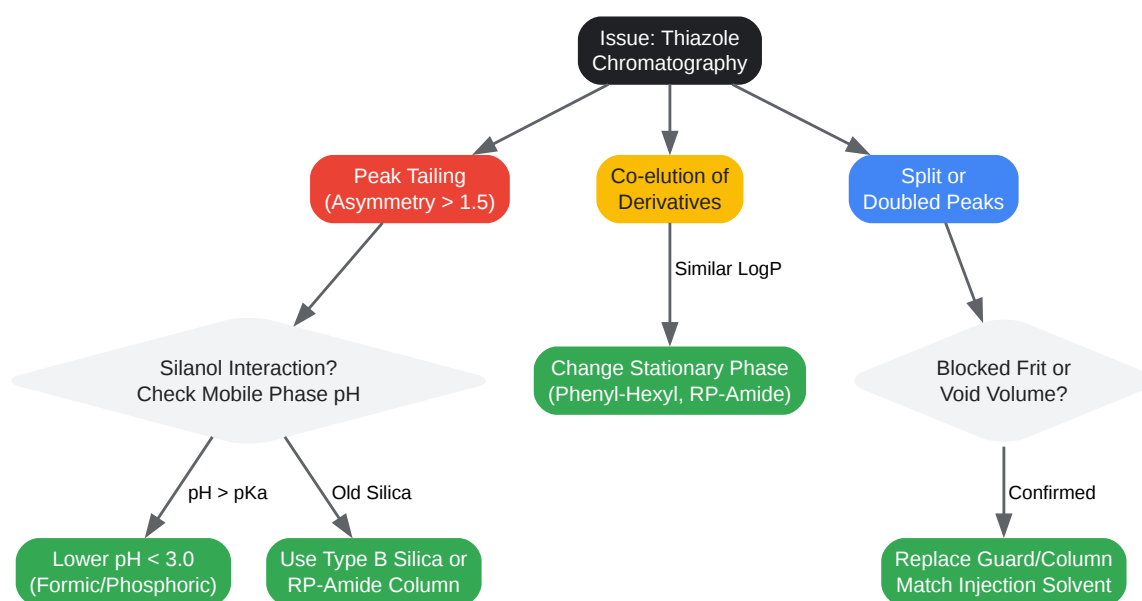 Issue: Thiazole
Chromatography
Peak Tailing
(Asymmetry > 1.5)
Co-elution of
Derivatives
Split or
Doubled Peaks
Similar LogP
Silanol Interaction?
Check Mobile Phase pH
Change Stationary Phase
(Phenyl-Hexyl, RP-Amide)
Blocked Frit or
Void Volume?
pH > pKa
Old Silica
Confirmed
Lower pH < 3.0
(Formic/Phosphoric)
Use Type B Silica or
RP-Amide Column
Replace Guard/Column
Match Injection Solvent